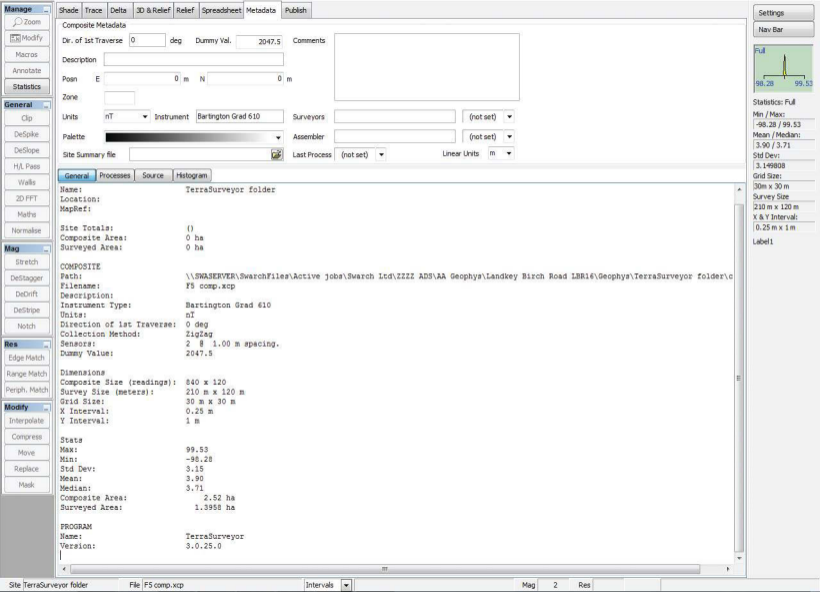 Manage
Zoom
Modify
Macros
Annotate
Statistics
General
Clip
DeSpike
DeSlope
H/L Pass
Wallis
2D FFT
Maths
Normalise
Mag
Stretch
DeStagger
DeDrift
DeStripe
Notch
Res
Edge Match
Range Match
Periph. Match
Modify
Interpolate
Compress
Move
Replace
Mask
Shade Trace Delta 3D & Relief Relief Spreadsheet Metadata Publish
Composite Metadata
Dir. of 1st Traverse 0 deg Dummy Val. 2047.5 Comments
Description
Posn E 0 m N 0 m
Zone
Units nT Instrument Bartington Grad 610 Surveyors (not set)
Palette Assembler (not set)
Site Summary file Last Process (not set) Linear Units m
General Processes Source Histogram
Name: TerraSurveyor folder
Location:
MapRef:
Site Totals: ()
Composite Area: 0 ha
Surveyed Area: 0 ha
COMPOSITE
Path: \\SWASERVER\SwarchFiles\Active jobs\Swarch Ltd\ZZZZ ADS\AA Geophys\Landkey Birch Road LBR16\Geophys\TerraSurveyor folder\c
Filename: F5 comp.xcp
Description:
Instrument Type: Bartington Grad 610
Units: nT
Direction of 1st Traverse: 0 deg
Collection Method: ZigZag
Sensors: 2 @ 1.00 m spacing.
Dummy Value: 2047.5
Dimensions
Composite Size (readings): 840 x 120
Survey Size (meters): 210 m x 120 m
Grid Size: 30 m x 30 m
X Interval: 0.25 m
Y Interval: 1 m
Stats
Max: 99.53
Min: -98.28
Std Dev: 3.15
Mean: 3.90
Median: 3.71
Composite Area: 2.52 ha
Surveyed Area: 1.3958 ha
PROGRAM
Name: TerraSurveyor
Version: 3.0.25.0
Settings
Nav Bar
Full
-98.28 99.53
Statistics: Full
Min / Max:
-98.28 / 99.53
Mean / Median:
3.90 / 3.71
Std Dev:
3.149808
Grid Size:
30m x 30 m
Survey Size
210 m x 120 m
X & Y Interval:
0.25 m x 1 m
Label1
Site TerraSurveyor folder File F5 comp.xcp Intervals Mag 2 Res